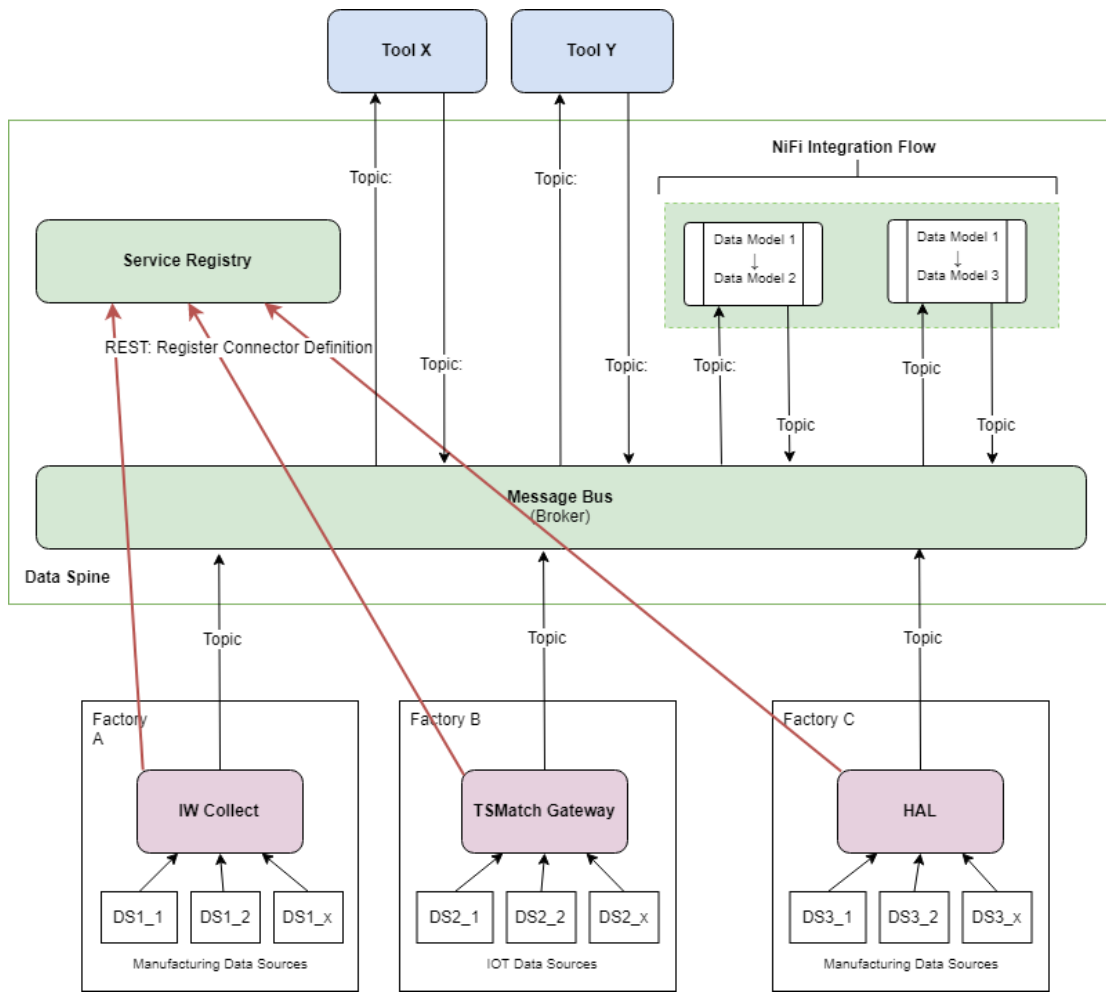 Tool X
Tool Y
NiFi Integration Flow
Topic:
Topic:
Data Model 1
↓
Data Model 2
Data Model 1
↓
Data Model 3
Service Registry
REST: Register Connector Definition
Topic:
Topic:
Topic:
Topic
Topic
Topic
Message Bus
(Broker)
Data Spine
Topic
Topic
Topic
Factory
A
Factory B
Factory C
IW Collect
TSMatch Gateway
HAL
DS1_1
DS1_2
DS1_x
DS2_1
DS2_2
DS2_x
DS3_1
DS3_2
DS3_x
Manufacturing Data Sources
IOT Data Sources
Manufacturing Data Sources